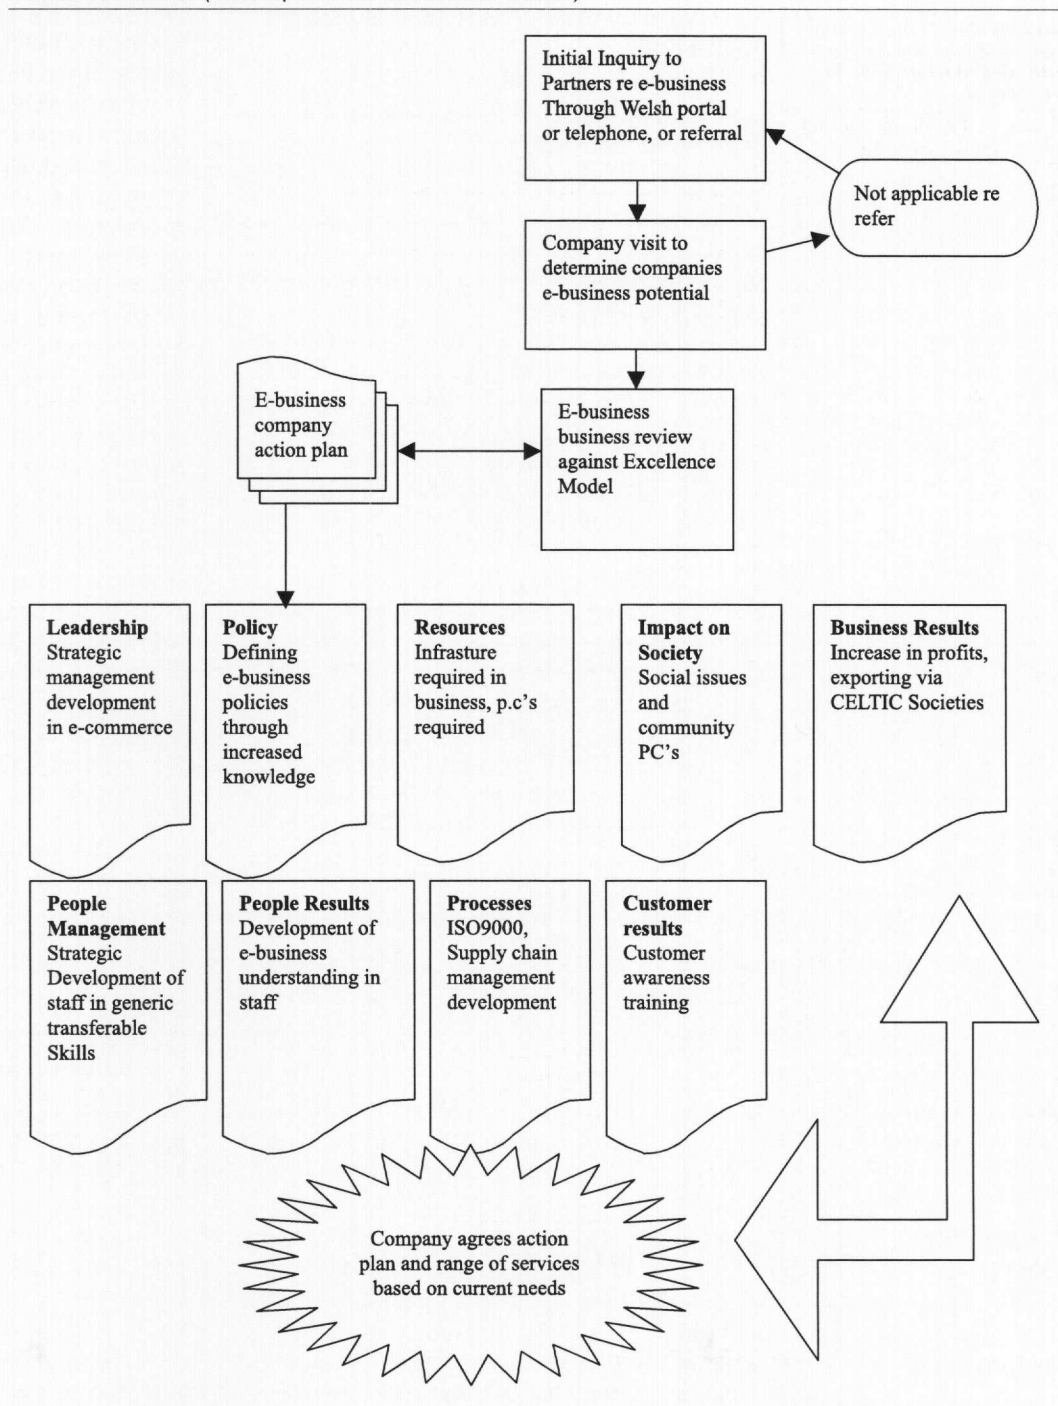 Initial Inquiry to
Partners re e-business
Through Welsh portal
or telephone, or referral
Not applicable re
refer
Company visit to
determine companies
e-business potential
E-business
company
action plan
E-business
business review
against Excellence
Model
Leadership
Strategic
management
development
in e-commerce
Policy
Defining
e-business
policies
through
increased
knowledge
Resources
Infrasture
required in
business, p.c's
required
Impact on
Society
Social issues
and
community
PC's
Business Results
Increase in profits,
exporting via
CELTIC Societies
People
Management
Strategic
Development of
staff in generic
transferable
Skills
People Results
Development of
e-business
understanding in
staff
Processes
ISO9000,
Supply chain
management
development
Customer
results
Customer
awareness
training
Company agrees action
plan and range of services
based on current needs